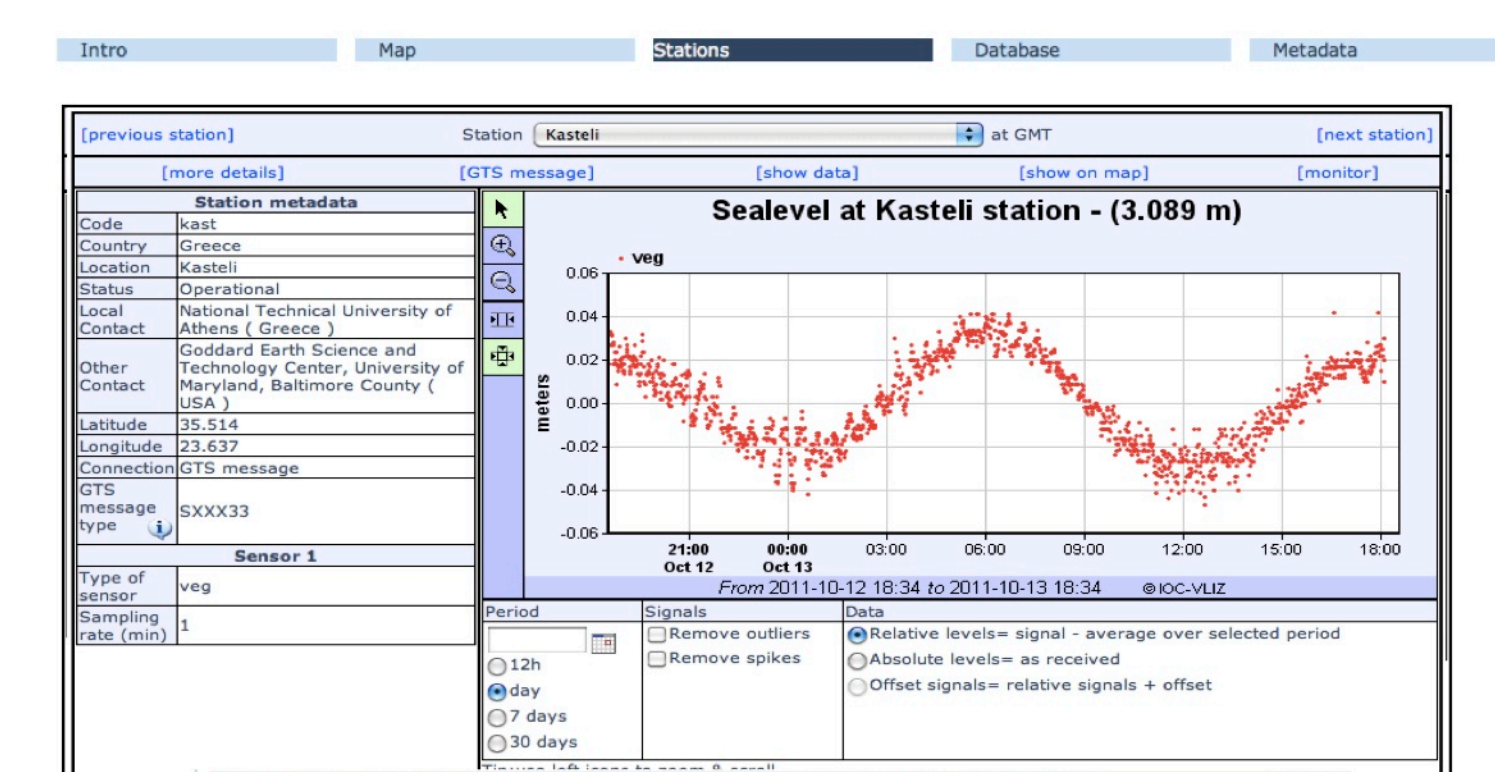 Intro Map Stations Database Metadata
[previous station] Station Kasteli at GMT [next station]
[more details] [GTS message] [show data] [show on map] [monitor]
Station metadata
Code kast
Country Greece
Location Kasteli
Status Operational
Local Contact National Technical University of
Athens ( Greece )
Other Contact Goddard Earth Science and
Technology Center, University of
Maryland, Baltimore County (
USA )
Latitude 35.514
Longitude 23.637
Connection GTS message
GTS
message
type i SXXX33
Sensor 1
Type of
sensor veg
Sampling
rate (min) 1
Sealevel at Kasteli station - (3.089 m)
veg
meters
0.06
0.04
0.02
0.00
-0.02
-0.04
-0.06
21:00 00:00 03:00 06:00 09:00 12:00 15:00 18:00
Oct 12 Oct 13
From 2011-10-12 18:34 to 2011-10-13 18:34 ©IOC-VLIZ
Period
12h
day
7 days
30 days
Signals
Remove outliers
Remove spikes
Data
Relative levels= signal - average over selected period
Absolute levels= as received
Offset signals= relative signals + offset
Tip:use left icons to zoom & scroll